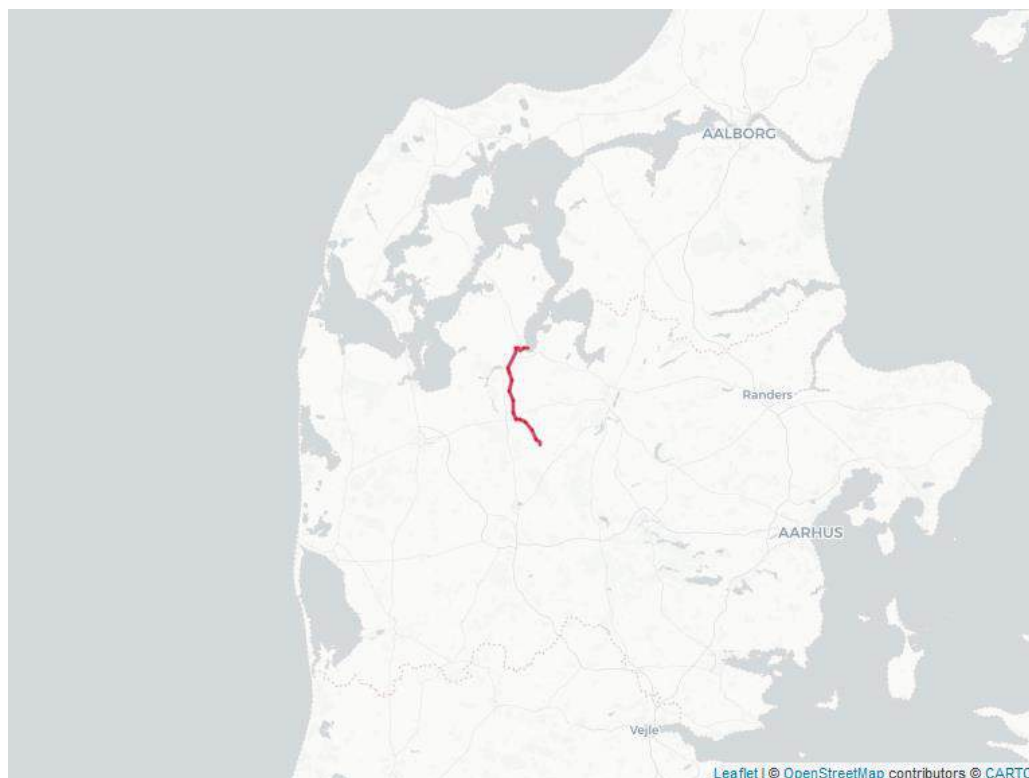 AALBORG
Randers
AARHUS
Vejle
Leaflet | © OpenStreetMap contributors © CARTO